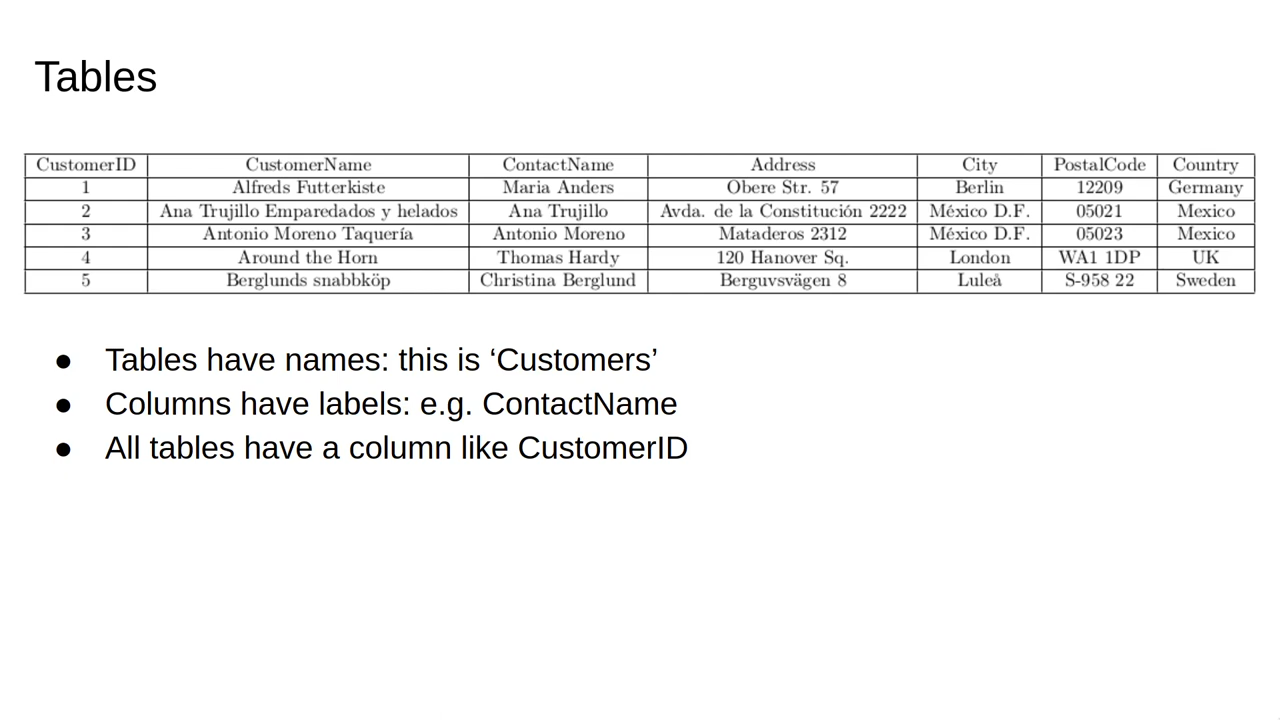 Tables
CustomerID CustomerName ContactName Address City PostalCode Country
1 Alfreds Futterkiste Maria Anders Obere Str. 57 Berlin 12209 Germany
2 Ana Trujillo Emparedados y helados Ana Trujillo Avda. de la Constitución 2222 México D.F. 05021 Mexico
3 Antonio Moreno Taquería Antonio Moreno Mataderos 2312 México D.F. 05023 Mexico
4 Around the Horn Thomas Hardy 120 Hanover Sq. London WA1 1DP UK
5 Berglunds snabbköp Christina Berglund Berguvsvägen 8 Luleå S-958 22 Sweden
● Tables have names: this is ‘Customers’
● Columns have labels: e.g. ContactName
● All tables have a column like CustomerID